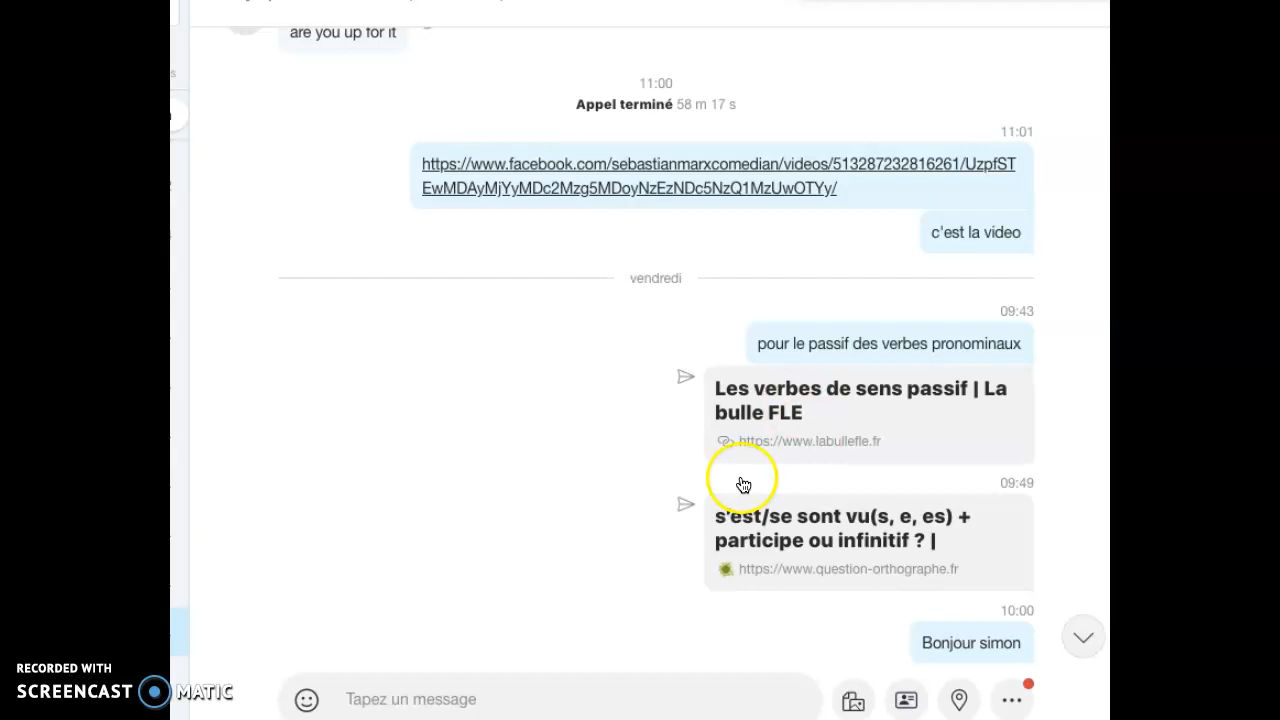 are you up for it
11:00
Appel terminé 58 m 17 s
11:01
https://www.facebook.com/sebastianmarxcomedian/videos/513287232816261/UzpfST
EwMDAyMjYyMDc2Mzg5MDoyNzEzNDc5NzQ1MzUwOTYy/
c'est la video
vendredi
09:43
pour le passif des verbes pronominaux
Les verbes de sens passif | La
bulle FLE
https://www.labullefle.fr
09:49
s'est/se sont vu(s, e, es) +
participe ou infinitif ? |
https://www.question-orthographe.fr
10:00
Bonjour simon
Tapez un message
RECORDED WITH
SCREENCAST MATIC